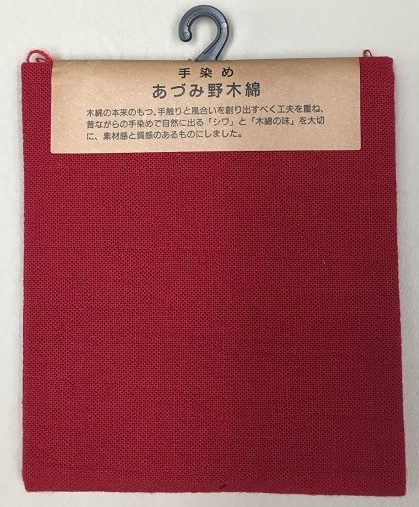 手染め
あづみ野木綿
木綿の本来のもつ、手触りと風合いを創り出すべく工夫を重ね、
昔ながらの手染めで自然に出る「シワ」と「木綿の味」を大切
に、素材感と質感のあるものにしました。